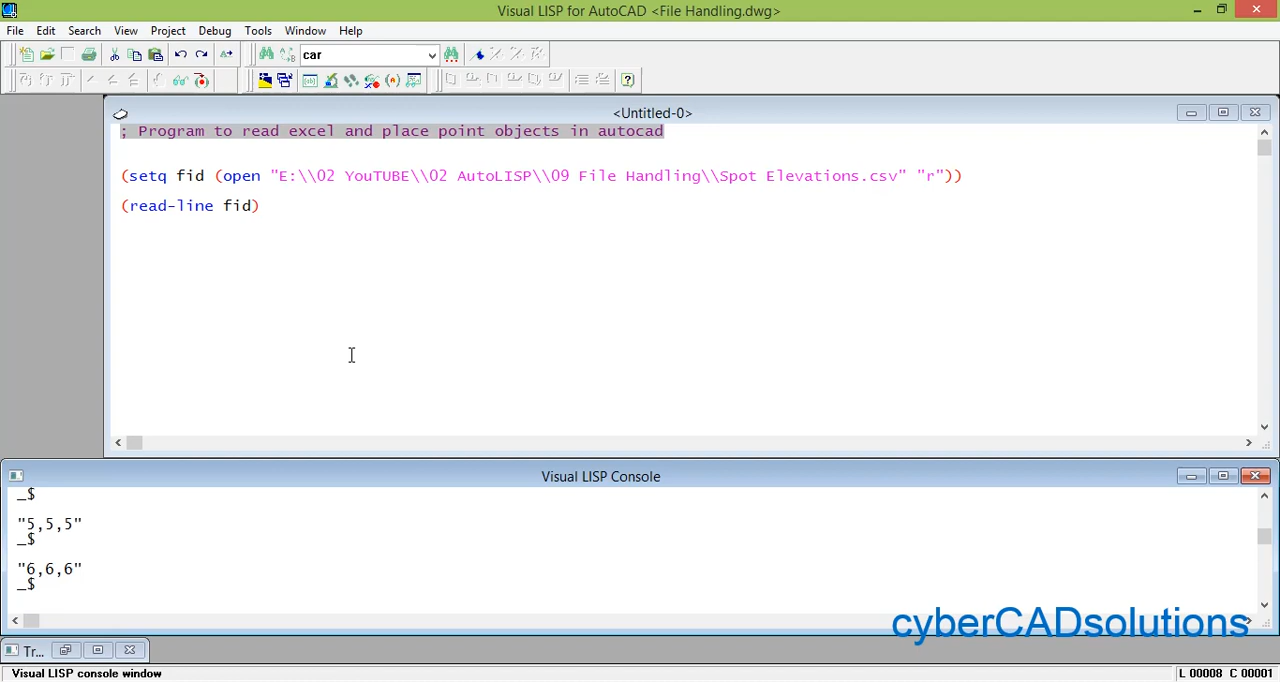 Visual LISP for AutoCAD <File Handling.dwg>
File Edit Search View Project Debug Tools Window Help
car
<Untitled-0>
; Program to read excel and place point objects in autocad
(setq fid (open "E:\\02 YouTUBE\\02 AutoLISP\\09 File Handling\\Spot Elevations.csv" "r"))
(read-line fid)
Visual LISP Console
_$
"5,5,5"
_$
"6,6,6"
_$
cyberCADsolutions
Tr...
Visual LISP console window
L 00008 C 00001